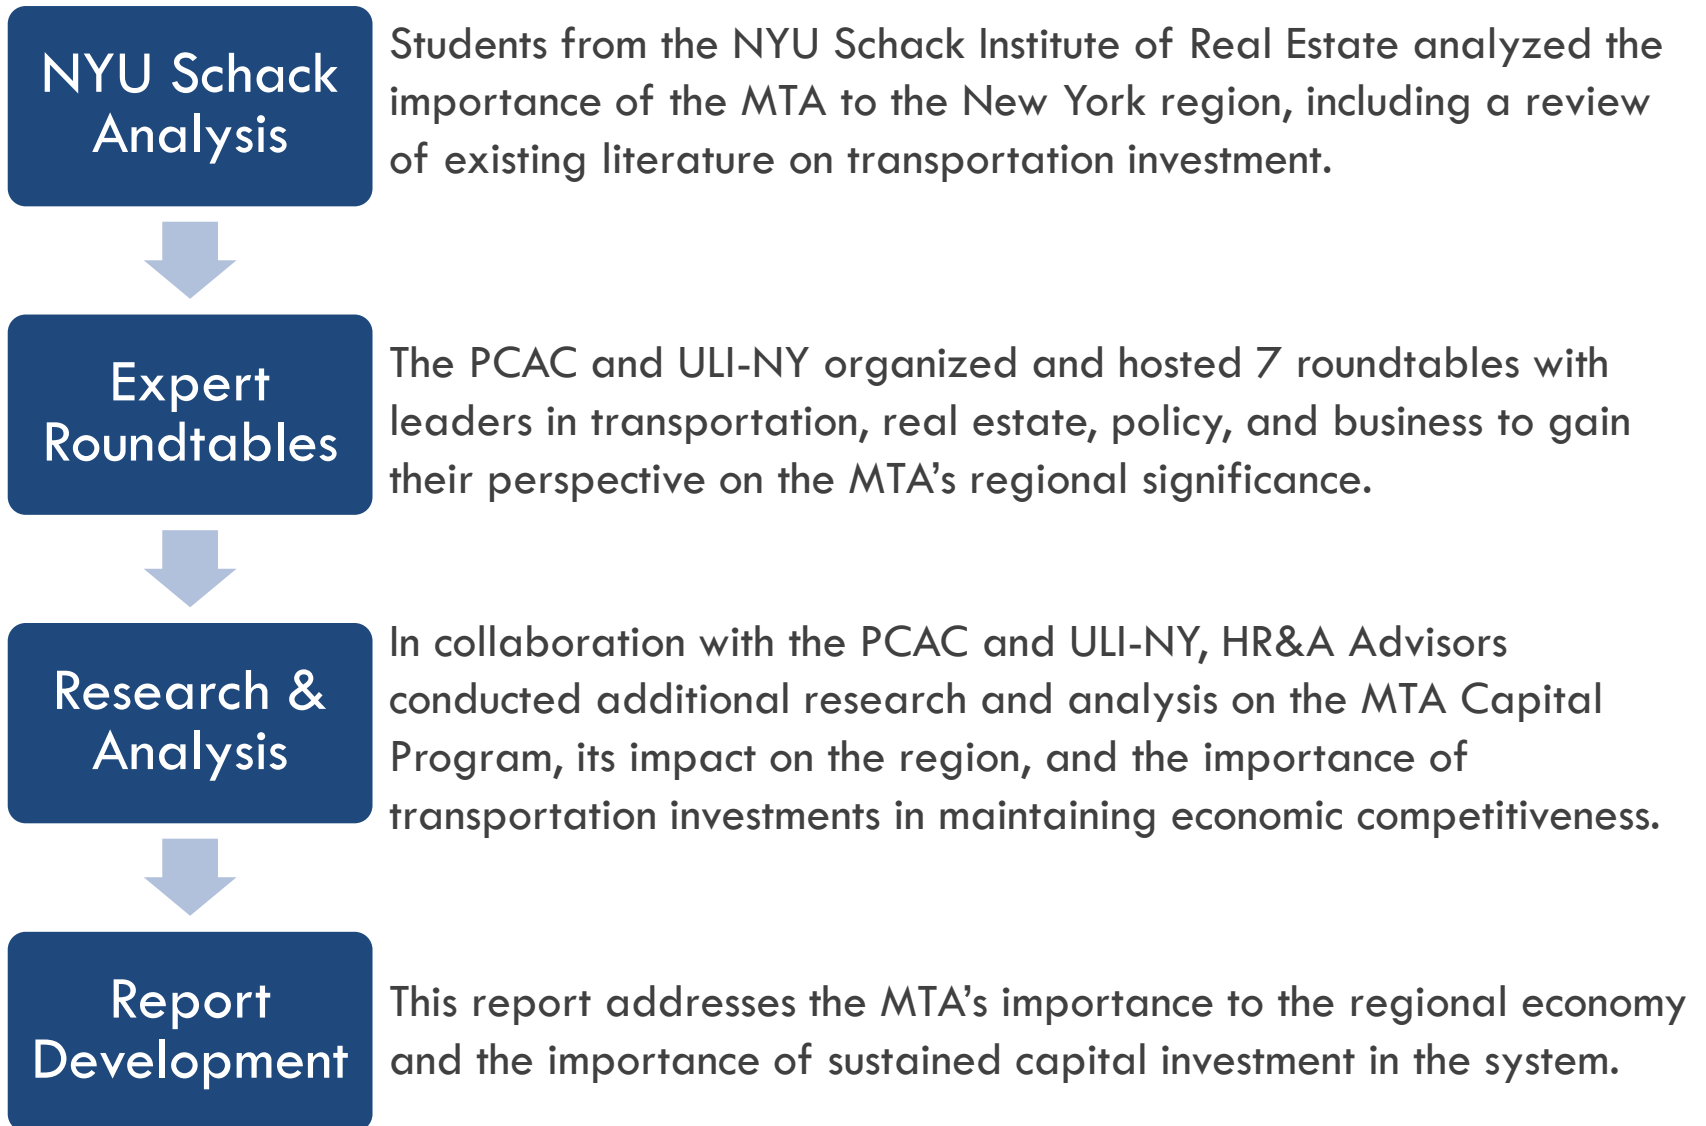 NYU Schack
Analysis
Students from the NYU Schack Institute of Real Estate analyzed the
importance of the MTA to the New York region, including a review
of existing literature on transportation investment.
Expert
Roundtables
The PCAC and ULI-NY organized and hosted 7 roundtables with
leaders in transportation, real estate, policy, and business to gain
their perspective on the MTA’s regional significance.
Research &
Analysis
In collaboration with the PCAC and ULI-NY, HR&A Advisors
conducted additional research and analysis on the MTA Capital
Program, its impact on the region, and the importance of
transportation investments in maintaining economic competitiveness.
Report
Development
This report addresses the MTA’s importance to the regional economy
and the importance of sustained capital investment in the system.